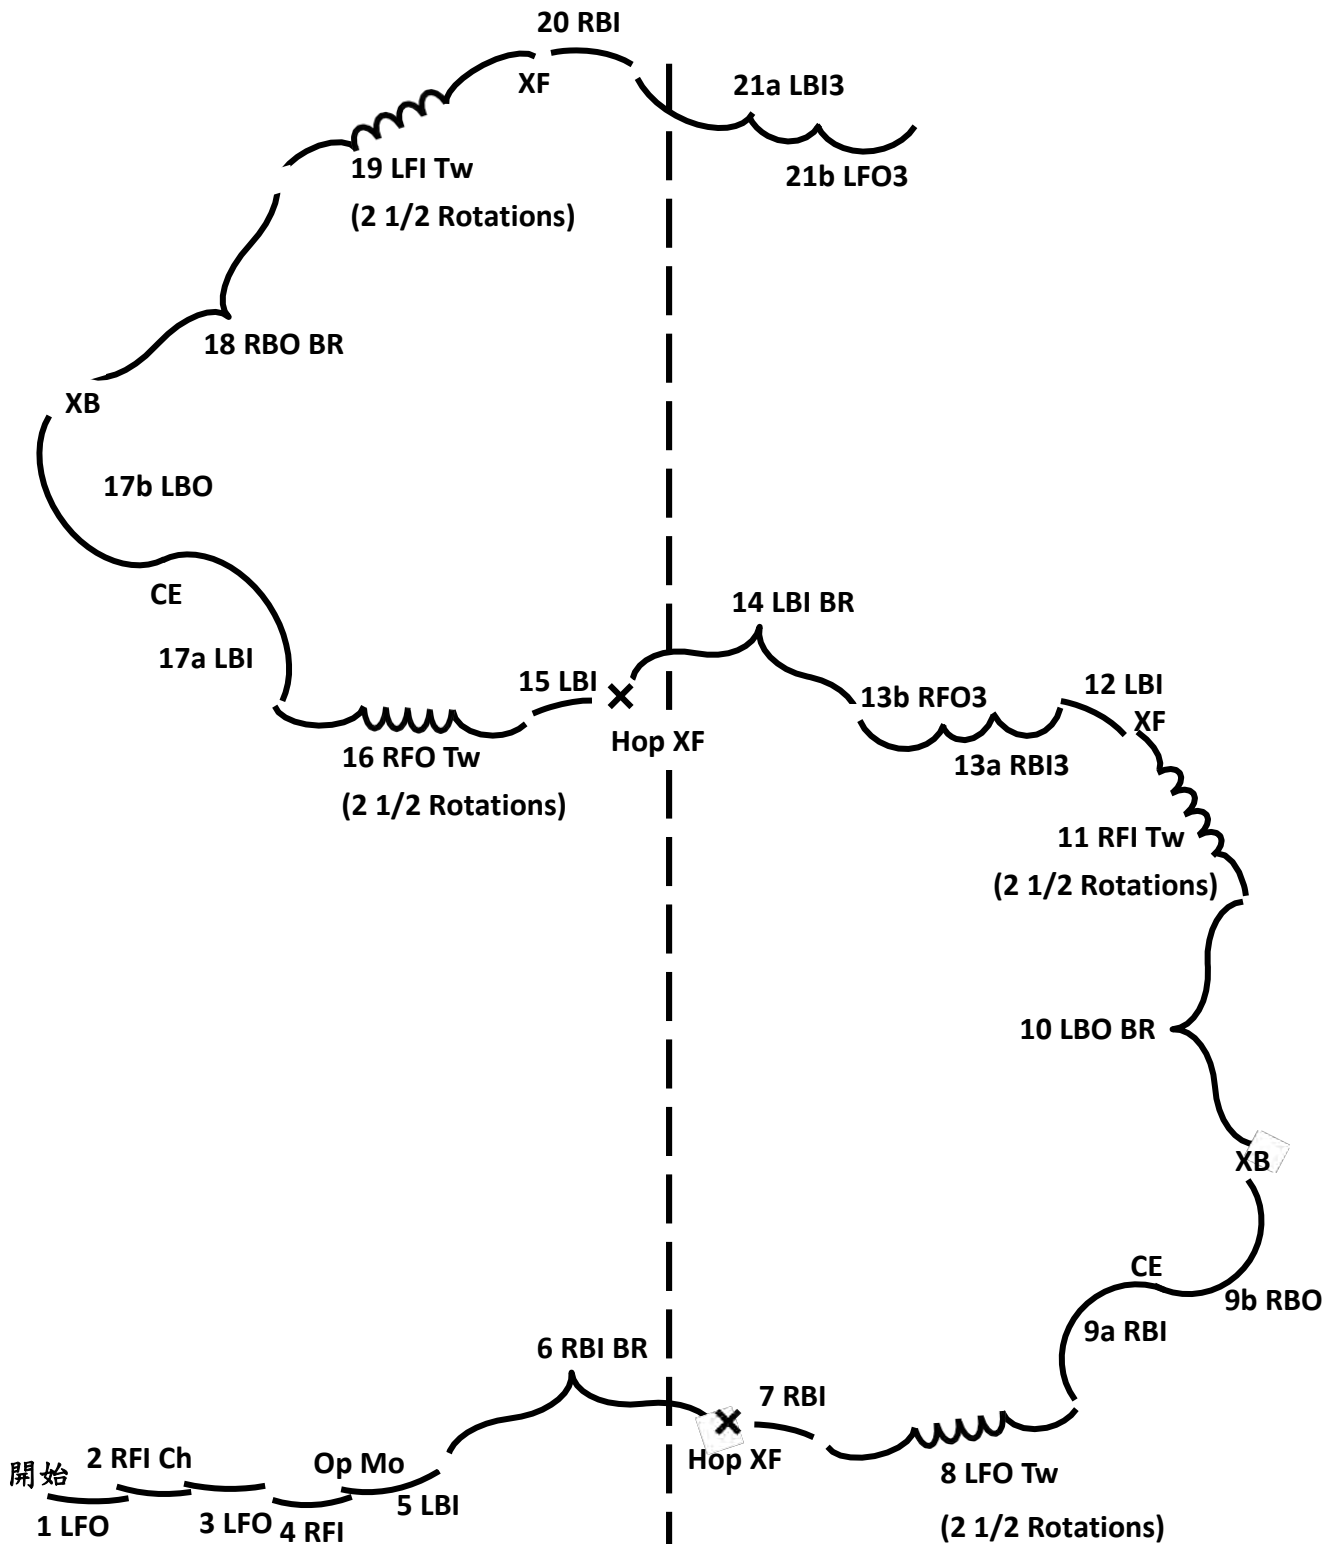 20 RBI
XF
21a LBI3
19 LFI Tw
(2 1/2 Rotations)
21b LFO3
18 RBO BR
XB
17b LBO
CE
17a LBI
14 LBI BR
15 LBI
Hop XF
13b RFO3
12 LBI
XF
13a RBI3
16 RFO Tw
(2 1/2 Rotations)
11 RFI Tw
(2 1/2 Rotations)
10 LBO BR
XB
CE
9b RBO
9a RBI
6 RBI BR
7 RBI
Hop XF
8 LFO Tw
(2 1/2 Rotations)
開始
2 RFI Ch
Op Mo
1 LFO
3 LFO
4 RFI
5 LBI